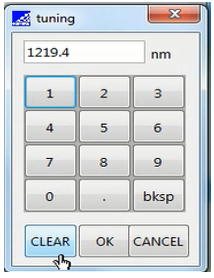 tuning
1219.4 nm
1 2 3
4 5 6
7 8 9
0 . bksp
CLEAR OK CANCEL